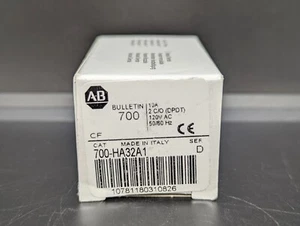 AB
BULLETIN
700
10A
2 C/O (DPDT)
120V AC
50/60 Hz
CE
CF
CAT MADE IN ITALY SER.
700-HA32A1 D
10781180310826